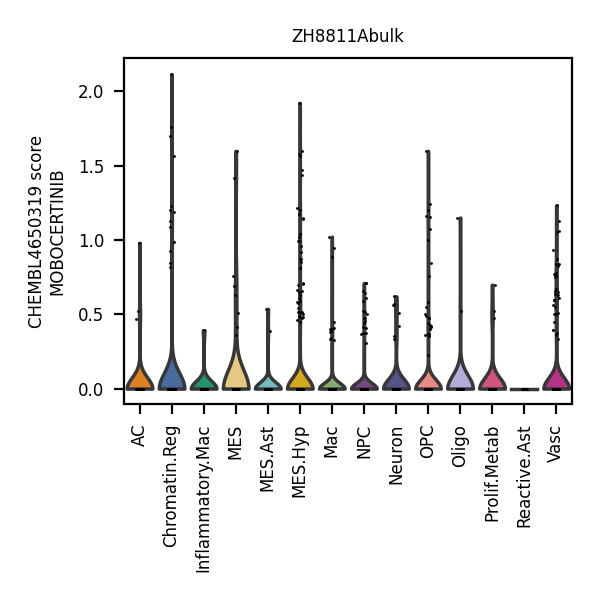 ZH8811Abulk
CHEMBL4650319 score
MOBOCERTINIB
2.0
1.5
1.0
0.5
0.0
AC
Chromatin.Reg
Inflammatory.Mac
MES
MES.Ast
MES.Hyp
Mac
NPC
Neuron
OPC
Oligo
Prolif.Metab
Reactive.Ast
Vasc